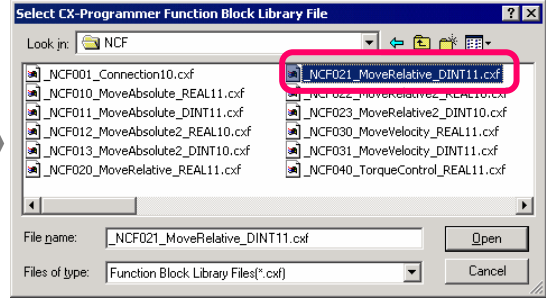 Select CX-Programmer Function Block Library File
Look in: NCF
_NCF001_Connection10.cxf
_NCF010_MoveAbsolute_REAL11.cxf
_NCF011_MoveAbsolute_DINT11.cxf
_NCF012_MoveAbsolute2_REAL10.cxf
_NCF013_MoveAbsolute2_DINT10.cxf
_NCF020_MoveRelative_REAL11.cxf
_NCF021_MoveRelative_DINT11.cxf
_NCF022_MoveRelative2_REAL10.cxf
_NCF023_MoveRelative2_DINT10.cxf
_NCF030_MoveVelocity_REAL11.cxf
_NCF031_MoveVelocity_DINT11.cxf
_NCF040_TorqueControl_REAL11.cxf
File name: _NCF021_MoveRelative_DINT11.cxf Open
Files of type: Function Block Library Files(*.cxf) Cancel